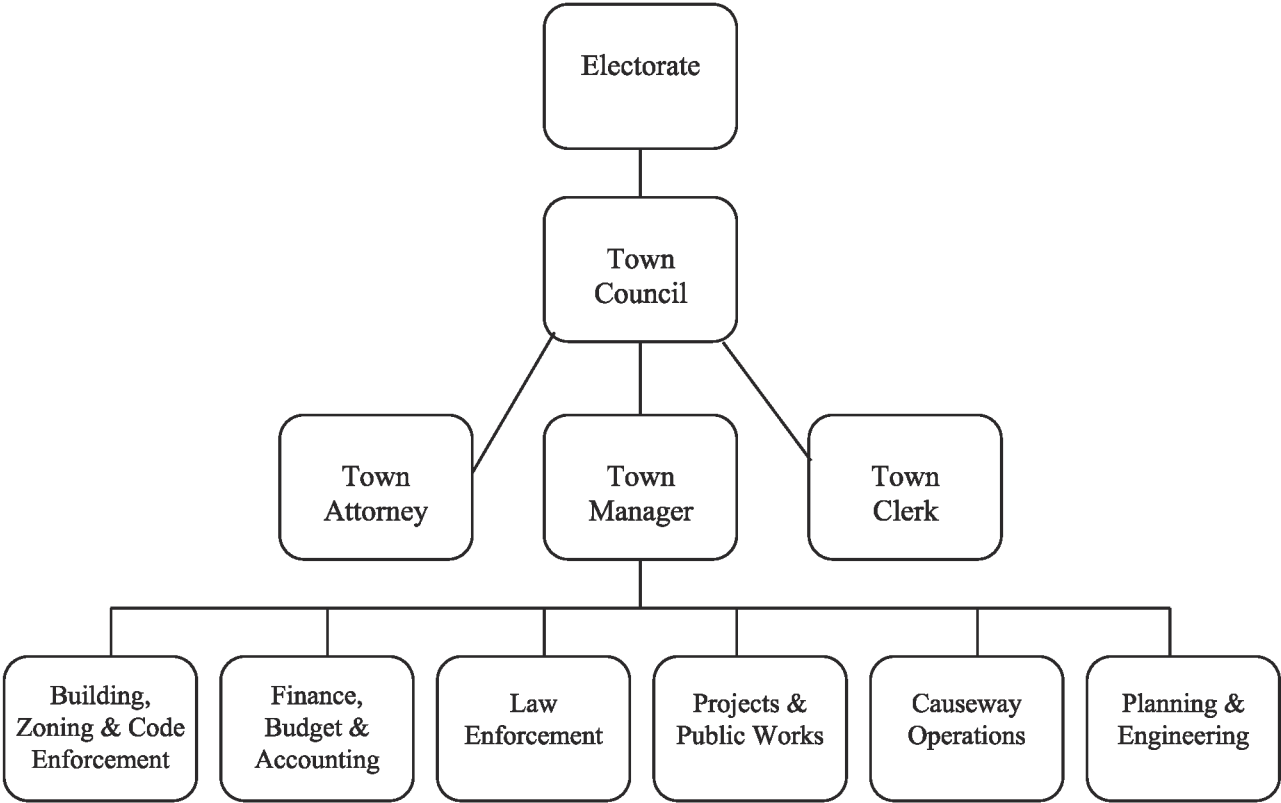 Electorate
Town
Council
Town
Attorney
Town
Manager
Town
Clerk
Building,
Zoning & Code
Enforcement
Finance,
Budget &
Accounting
Law
Enforcement
Projects &
Public Works
Causeway
Operations
Planning &
Engineering